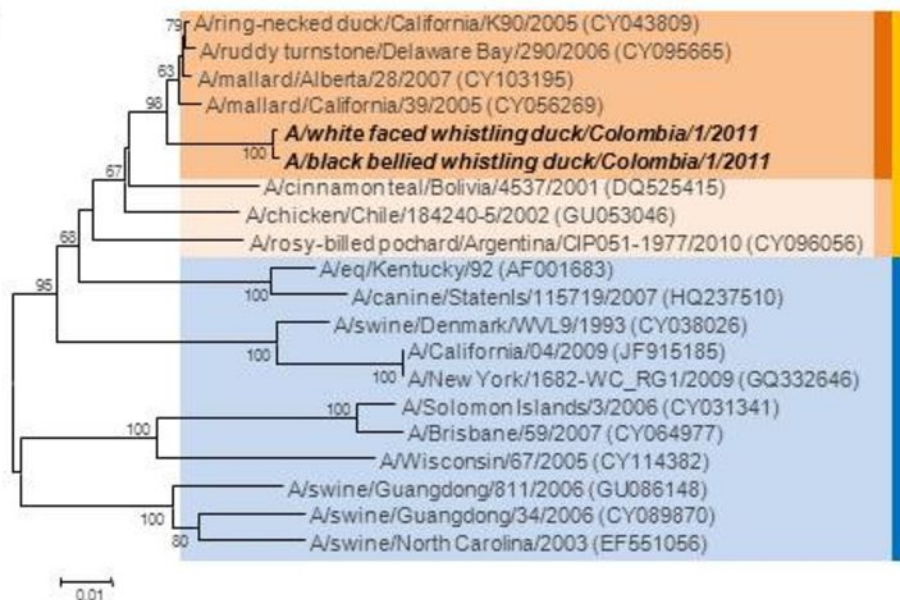 79
A/ring-necked duck/California/K90/2005 (CY043809)
A/ruddy turnstone/Delaware Bay/290/2006 (CY095665)
63
A/mallard/Alberta/28/2007 (CY103195)
98
A/mallard/California/39/2005 (CY056269)
A/white faced whistling duck/Colombia/1/2011
100
A/black bellied whistling duck/Colombia/1/2011
67
A/cinnamon teal/Bolivia/4537/2001 (DQ525415)
A/chicken/Chile/184240-5/2002 (GU053046)
68
A/rosy-billed pochard/Argentina/CIP051-1977/2010 (CY096056)
A/eq/Kentucky/92 (AF001683)
95
100
A/canine/StatenIs/115719/2007 (HQ237510)
A/swine/Denmark/WVL9/1993 (CY038026)
100
A/California/04/2009 (JF915185)
100
A/New York/1682-WC_RG1/2009 (GQ332646)
100
A/Solomon Islands/3/2006 (CY031341)
100
A/Brisbane/59/2007 (CY064977)
A/Wisconsin/67/2005 (CY114382)
A/swine/Guangdong/811/2006 (GU086148)
100
A/swine/Guangdong/34/2006 (CY089870)
80
A/swine/North Carolina/2003 (EF551056)
0.01